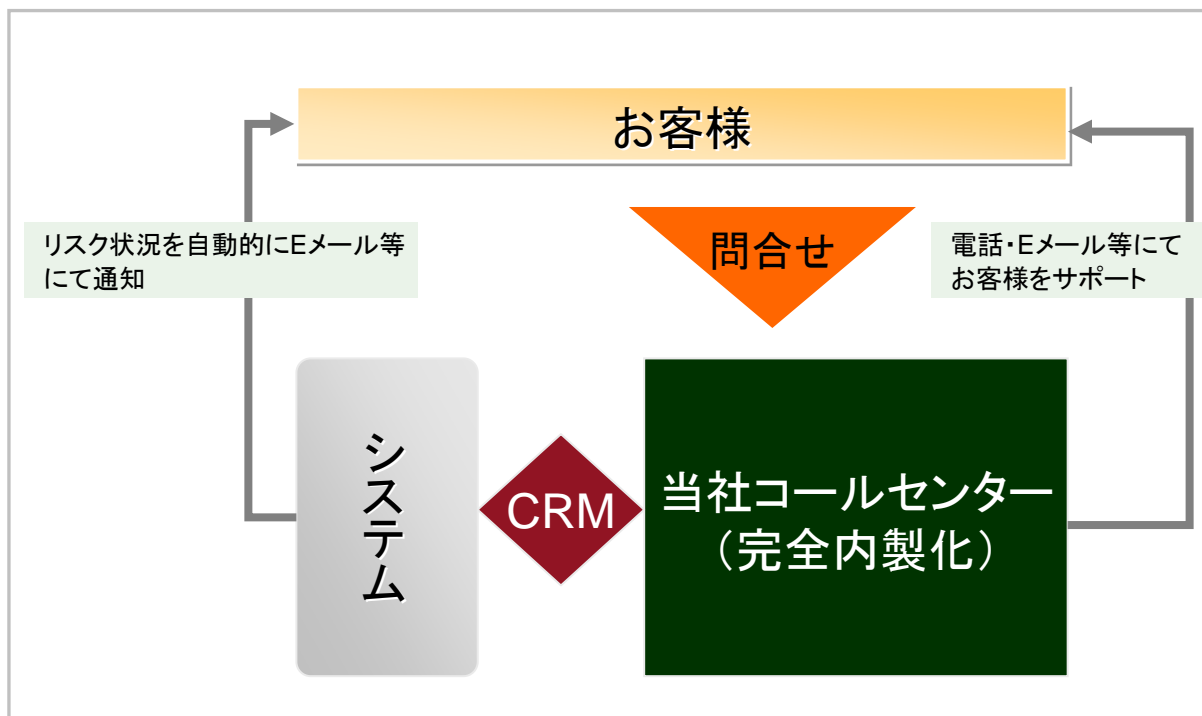 お客様
リスク状況を自動的にEメール等
にて通知
問合せ
電話・Eメール等にて
お客様をサポート
システム
CRM
当社コールセンター
（完全内製化）